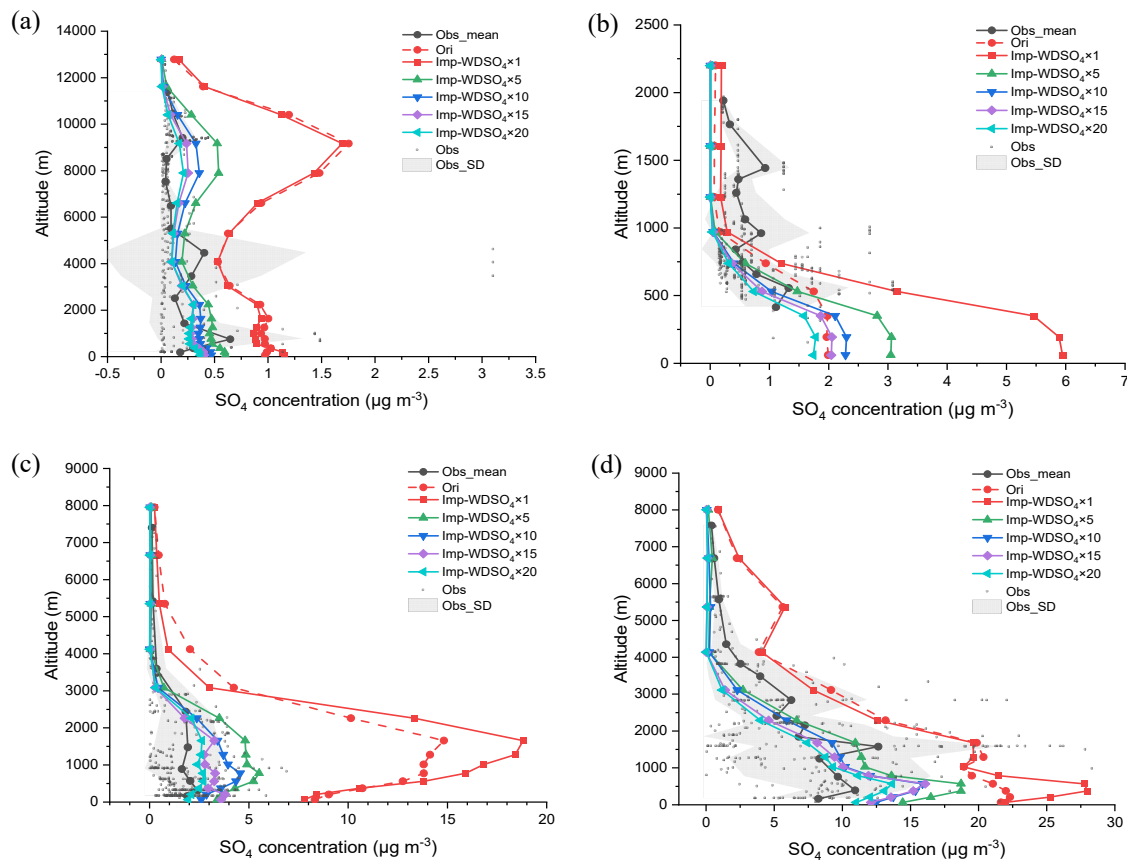 (a)
14000
12000
10000
8000
6000
4000
2000
0
0
0.5
1
1.5
2
2.5
3
3.5
Altitude (m)
SO₄ concentration (µg m⁻³)
Obs_mean
Ori
Imp-WDSO₄×1
Imp-WDSO₄×5
Imp-WDSO₄×10
Imp-WDSO₄×15
Imp-WDSO₄×20
Obs
Obs_SD
(b)
2500
2000
1500
1000
500
0
0
1
2
3
4
5
6
7
Altitude (m)
SO₄ concentration (µg m⁻³)
Obs_mean
Ori
Imp-WDSO₄×1
Imp-WDSO₄×5
Imp-WDSO₄×10
Imp-WDSO₄×15
Imp-WDSO₄×20
Obs
Obs_SD
(c)
9000
8000
7000
6000
5000
4000
3000
2000
1000
0
0
5
10
15
20
Altitude (m)
SO₄ concentration (µg m⁻³)
Obs_mean
Ori
Imp-WDSO₄×1
Imp-WDSO₄×5
Imp-WDSO₄×10
Imp-WDSO₄×15
Imp-WDSO₄×20
Obs
Obs_SD
(d)
9000
8000
7000
6000
5000
4000
3000
2000
1000
0
0
5
10
15
20
25
30
Altitude (m)
SO₄ concentration (µg m⁻³)
Obs_mean
Ori
Imp-WDSO₄×1
Imp-WDSO₄×5
Imp-WDSO₄×10
Imp-WDSO₄×15
Imp-WDSO₄×20
Obs
Obs_SD